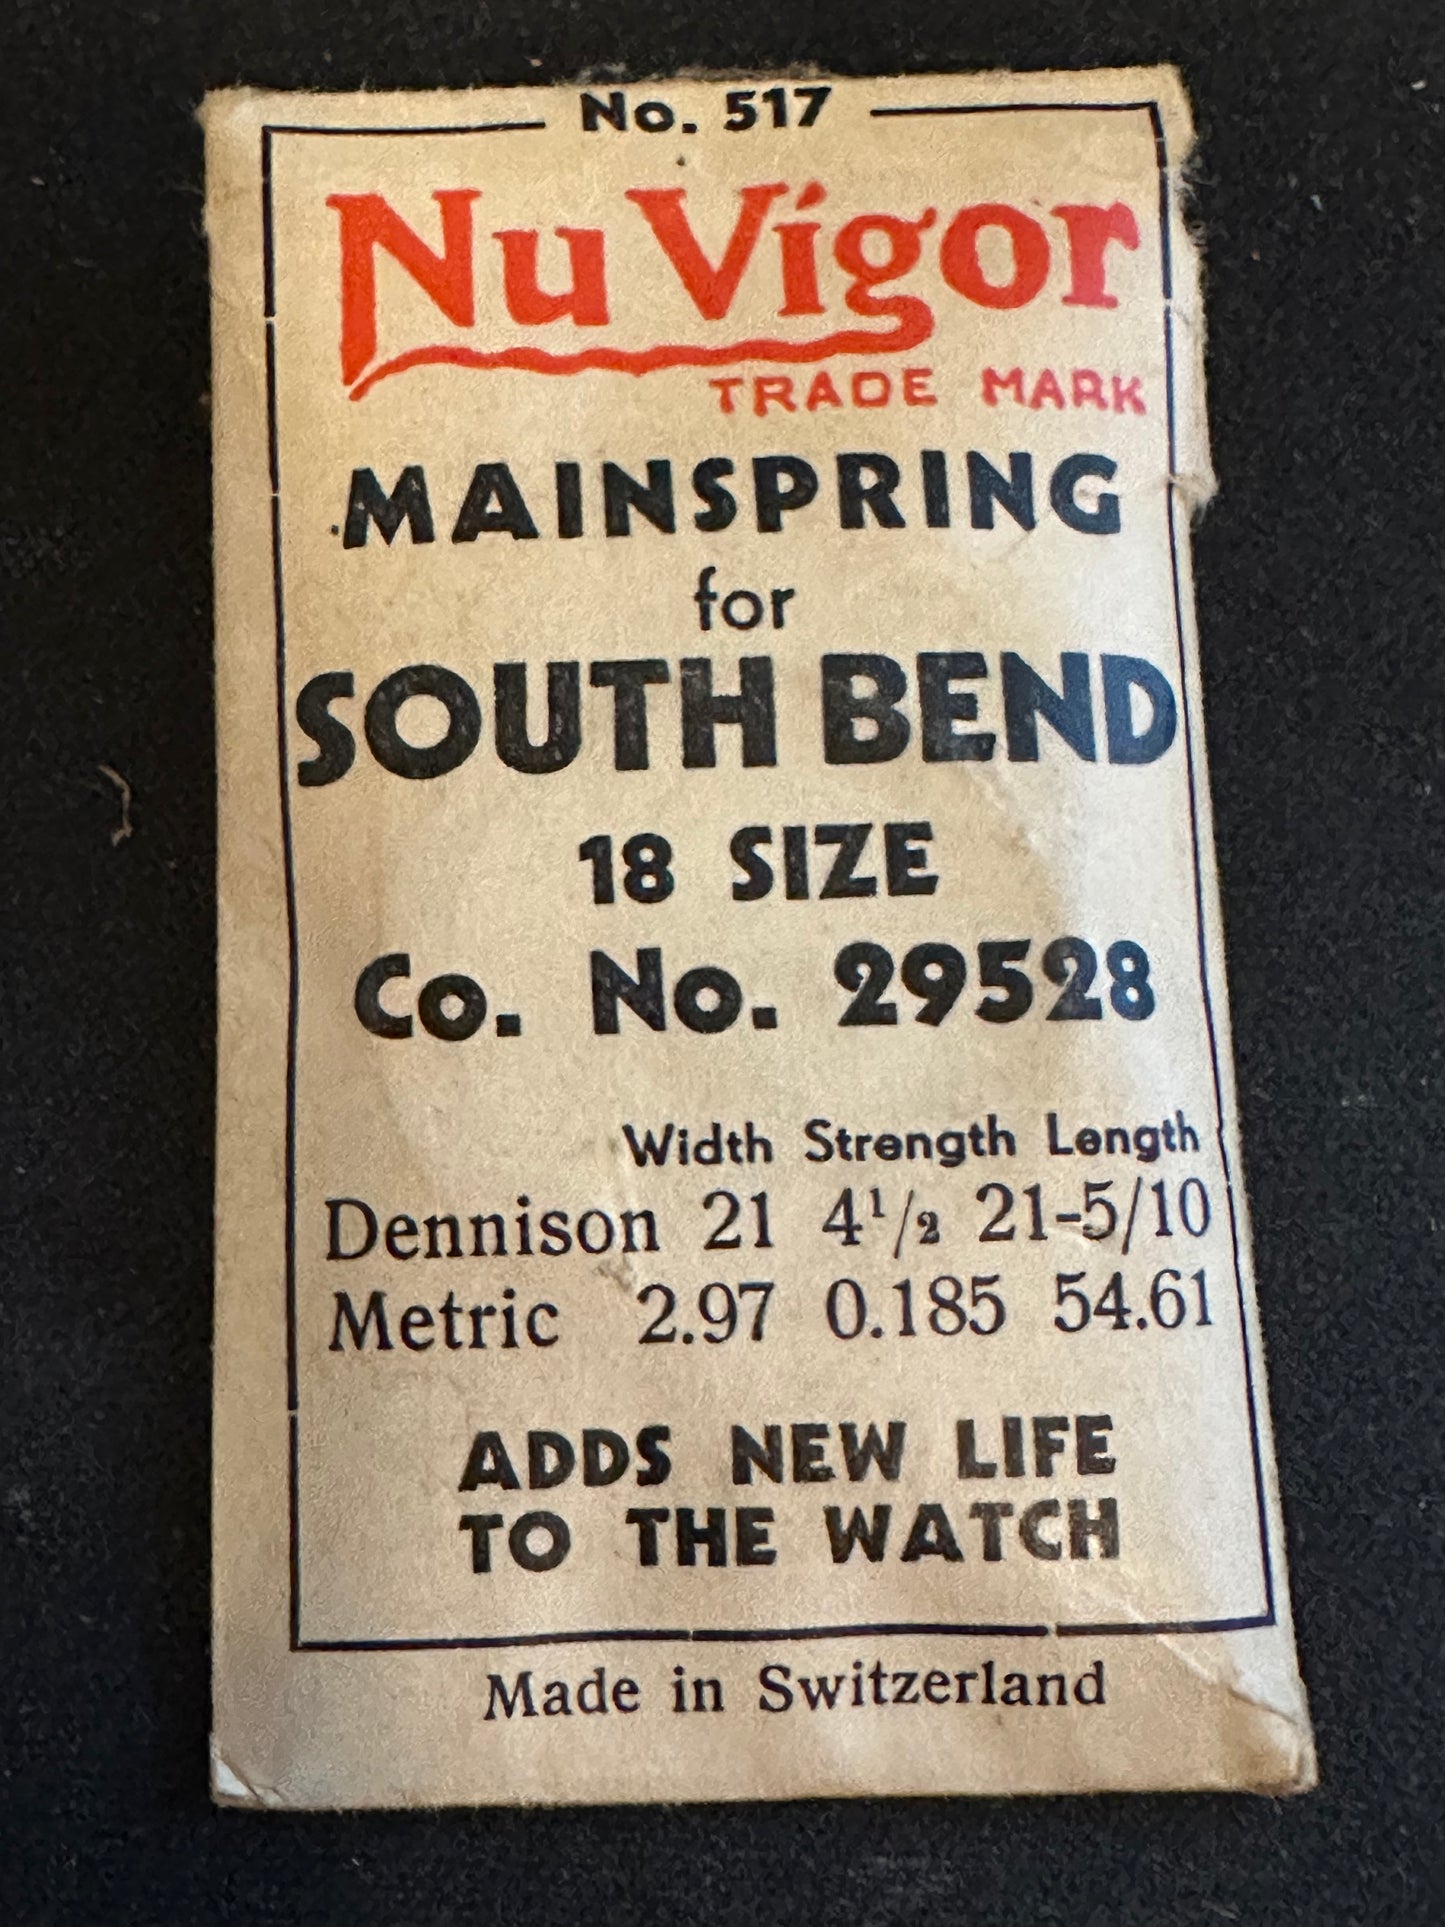 No. 517
Nu Vigor
TRADE MARK
MAINSPRING
for
SOUTH BEND
18 SIZE
Co. No. 29528
Width Strength Length
Dennison 21 4 1/2 21-5/10
Metric 2.97 0.185 54.61
ADDS NEW LIFE
TO THE WATCH
Made in Switzerland